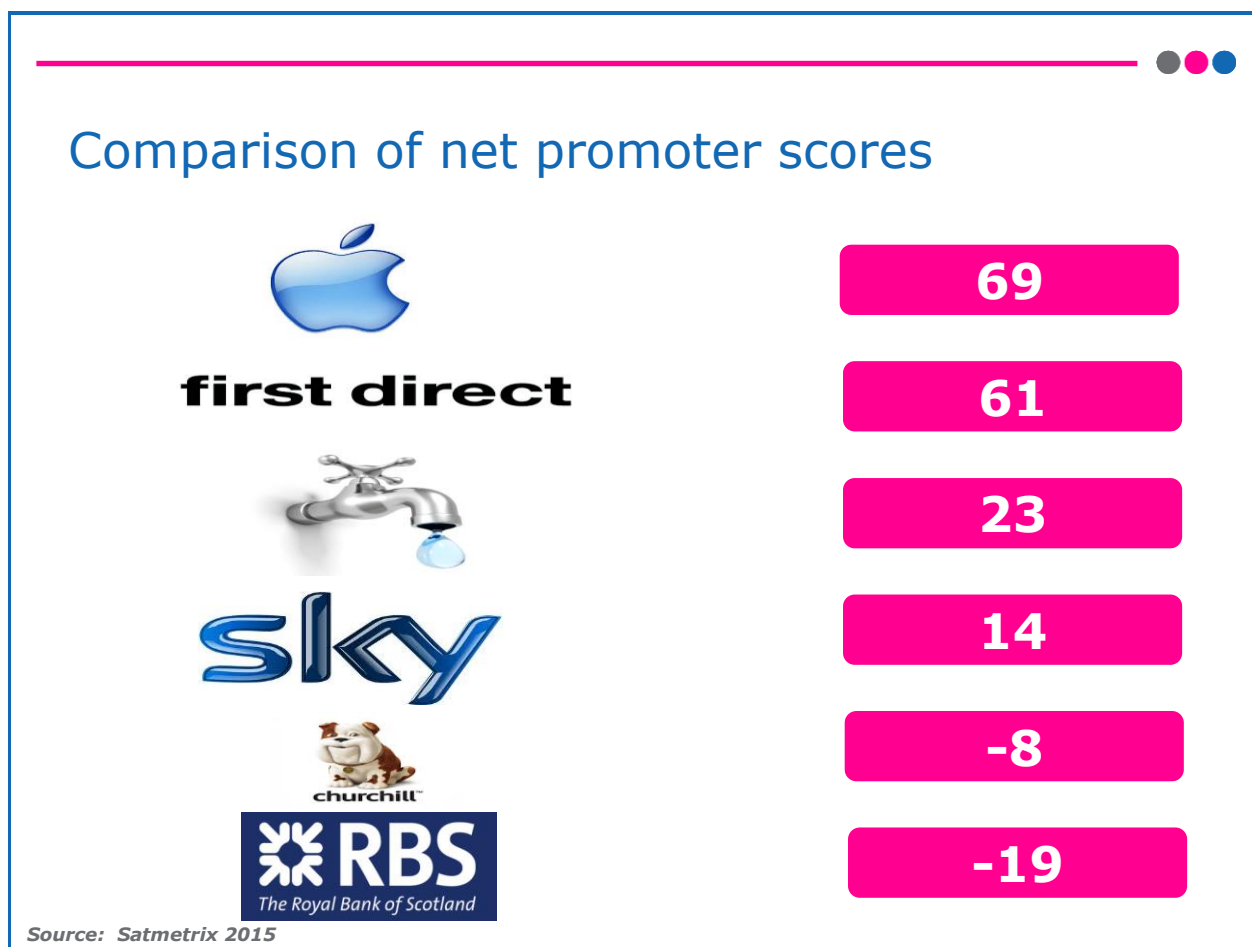 Comparison of net promoter scores
69
first direct
61
23
sky
14
churchill™
-8
RBS
The Royal Bank of Scotland
-19
Source: Satmetrix 2015